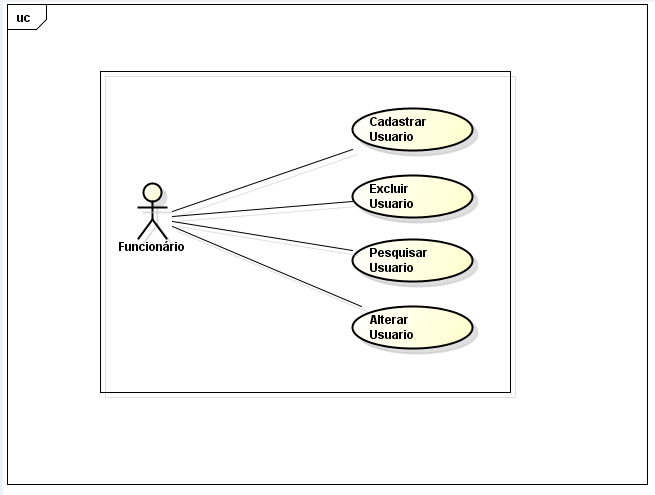 uc
Cadastrar
Usuario
Excluir
Usuario
Funcionário
Pesquisar
Usuario
Alterar
Usuario